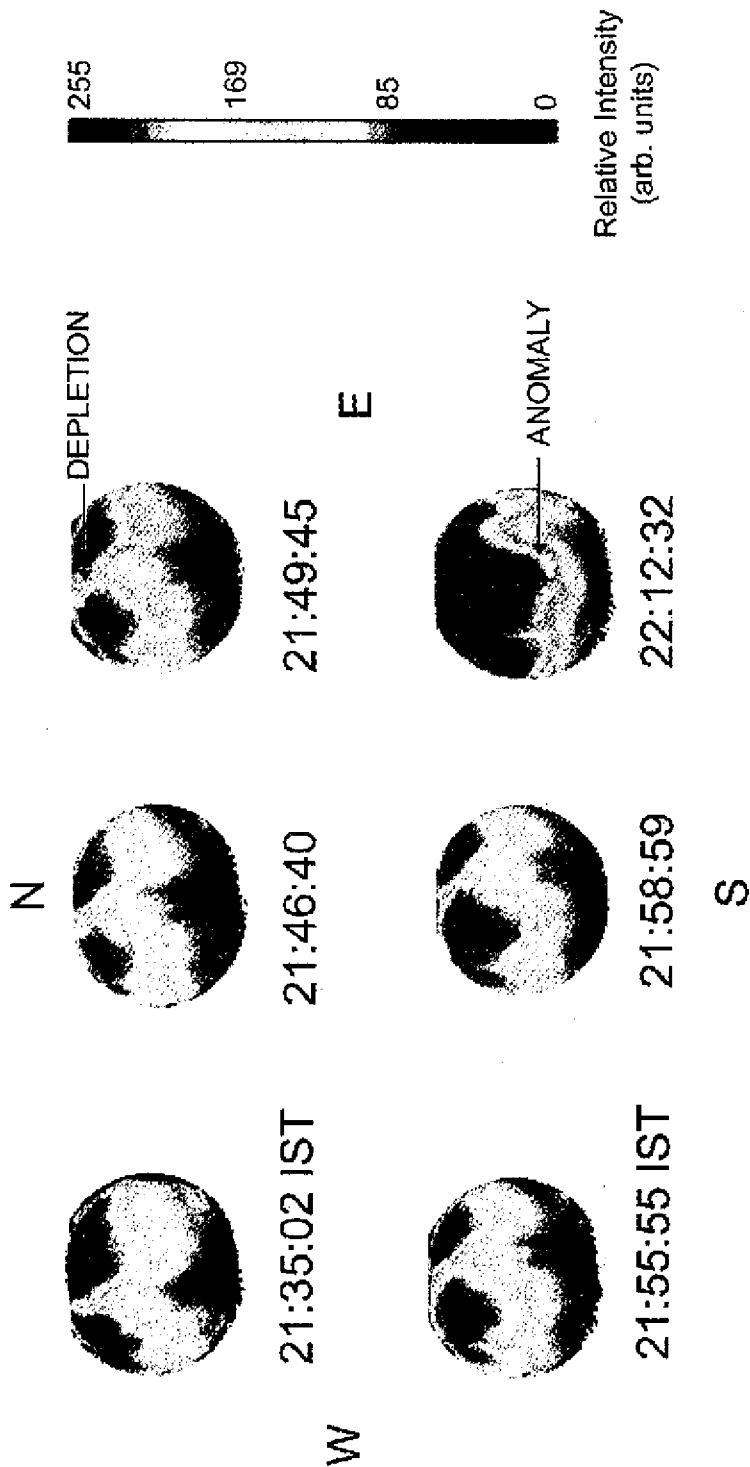 N
DEPLETION
21:35:02 IST
21:46:40
21:49:45
W
E
ANOMALY
21:55:55 IST
21:58:59
22:12:32
S
255
169
85
0
Relative Intensity
(arb. units)